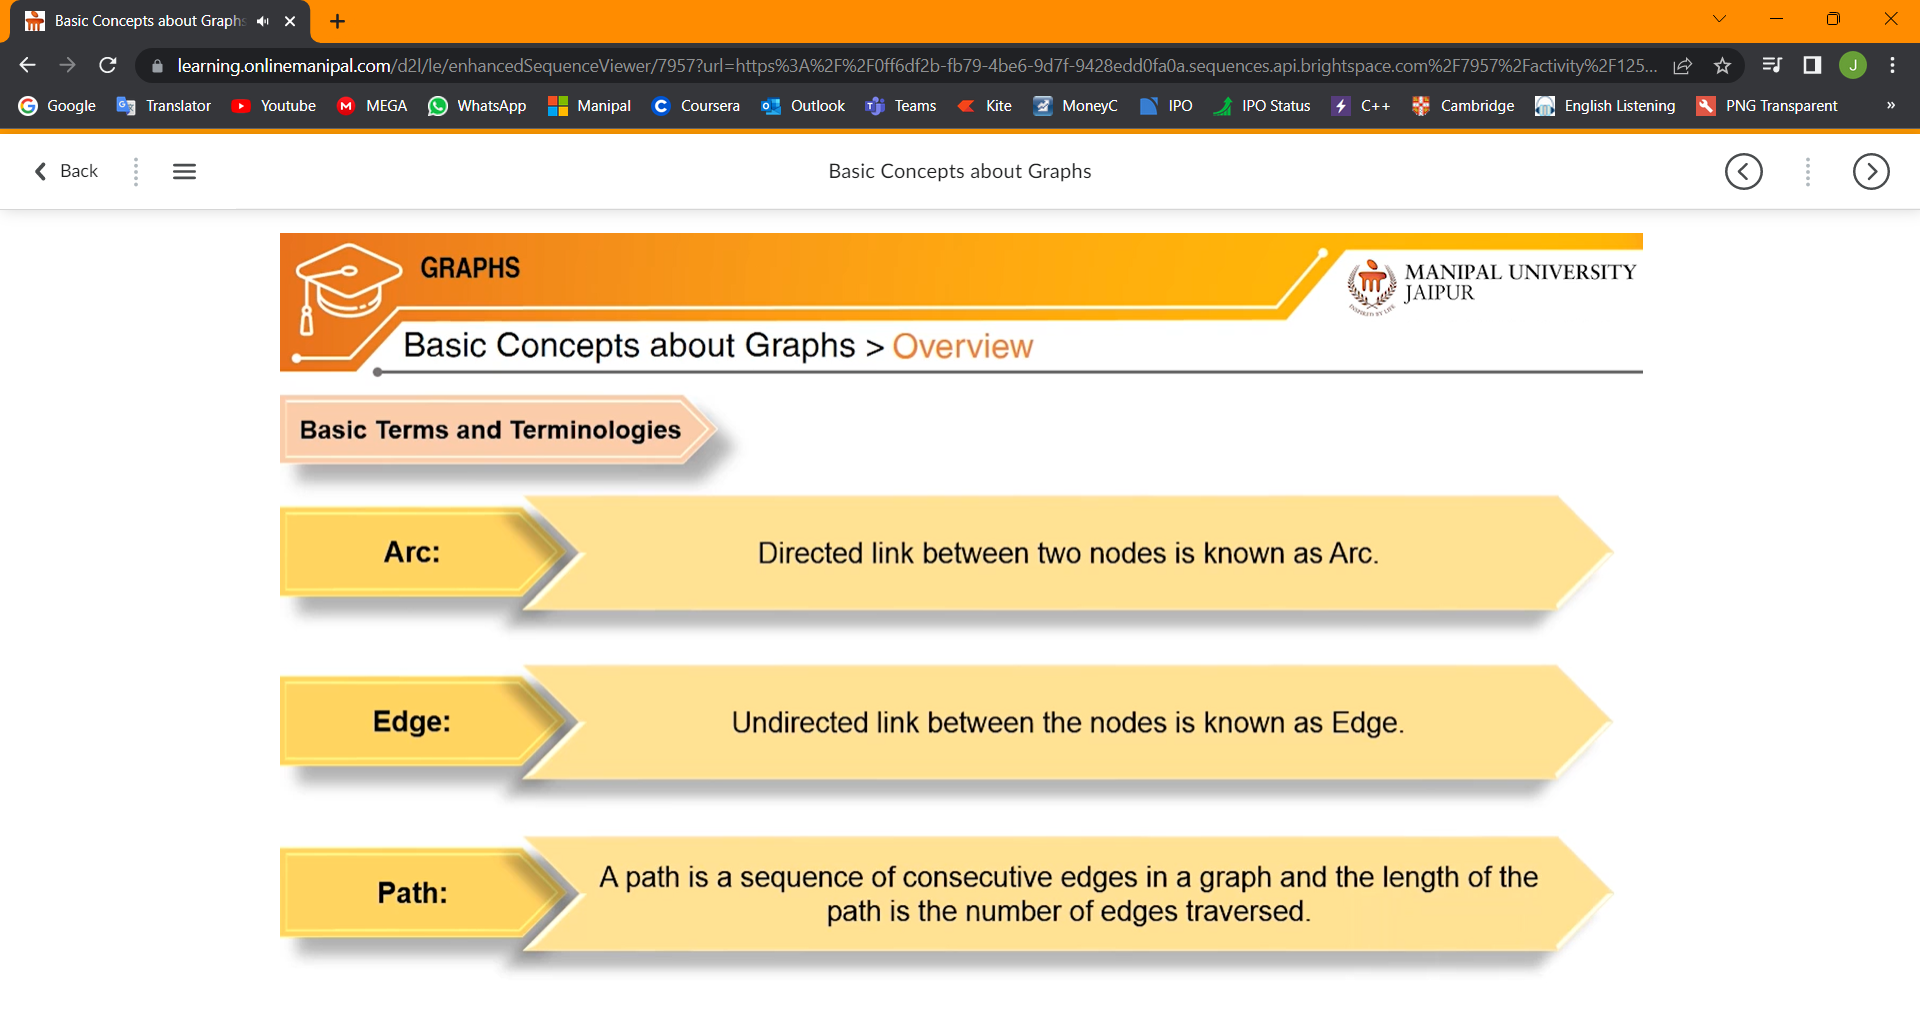 Basic Concepts about Graphs
learning.onlinemanipal.com/d2l/le/enhancedSequenceViewer/7957?url=https%3A%2F%2F0ff6df2b-fb79-4be6-9d7f-9428edd0fa0a.sequences.api.brightspace.com%2F7957%2Factivity%2F125... J
Google Translator Youtube MEGA WhatsApp Manipal Coursera Outlook Teams Kite MoneyC IPO IPO Status C++ Cambridge English Listening PNG Transparent »
Back Basic Concepts about Graphs
GRAPHS
MANIPAL UNIVERSITY
JAIPUR
INSPIRED BY LIFE
Basic Concepts about Graphs > Overview
Basic Terms and Terminologies
Arc: Directed link between two nodes is known as Arc.
Edge: Undirected link between the nodes is known as Edge.
Path: A path is a sequence of consecutive edges in a graph and the length of the
path is the number of edges traversed.